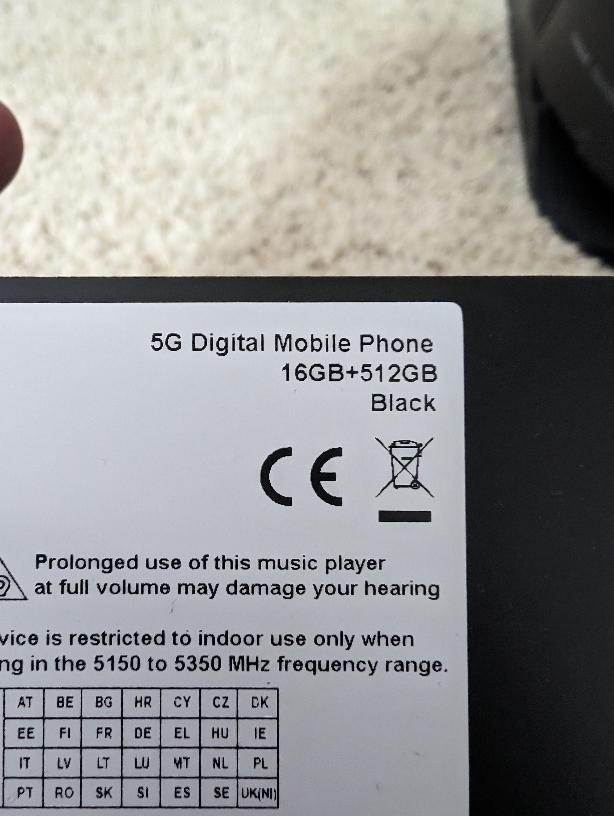 5G Digital Mobile Phone
16GB+512GB
Black
CE
Prolonged use of this music player
at full volume may damage your hearing
vice is restricted to indoor use only when
ng in the 5150 to 5350 MHz frequency range.
AT BE BG HR CY CZ DK
EE FI FR DE EL HU IE
IT LV LT LU MT NL PL
PT RO SK SI ES SE UK(NI)